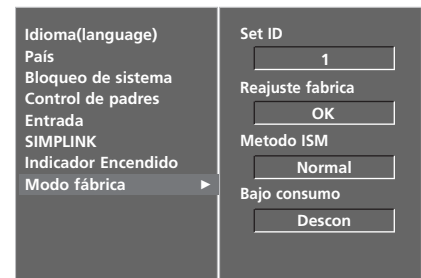 Idioma(language)
País
Bloqueo de sistema
Control de padres
Entrada
SIMPLINK
Indicador Encendido
Modo fábrica ►
Set ID
1
Reajuste fabrica
OK
Metodo ISM
Normal
Bajo consumo
Descon